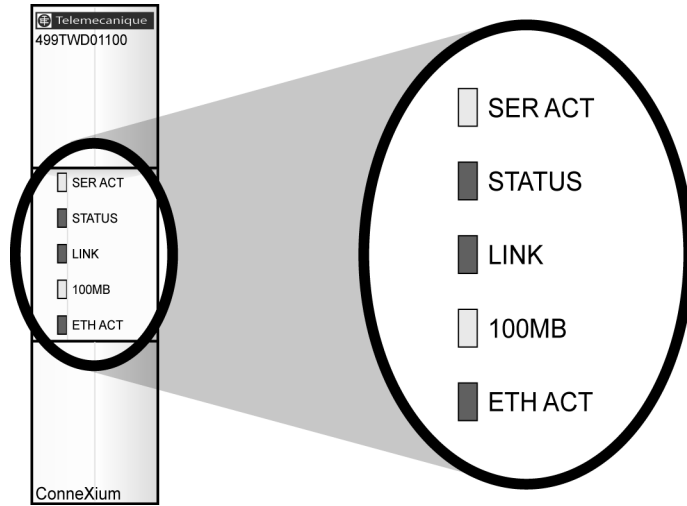 Telemecanique
499TWD01100
SER ACT
STATUS
LINK
100MB
ETH ACT
ConneXium
SER ACT
STATUS
LINK
100MB
ETH ACT